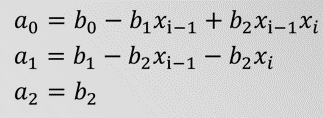 a₀ = b₀ − b₁xᵢ₋₁ + b₂xᵢ₋₁xᵢ
a₁ = b₁ − b₂xᵢ₋₁ − b₂xᵢ
a₂ = b₂